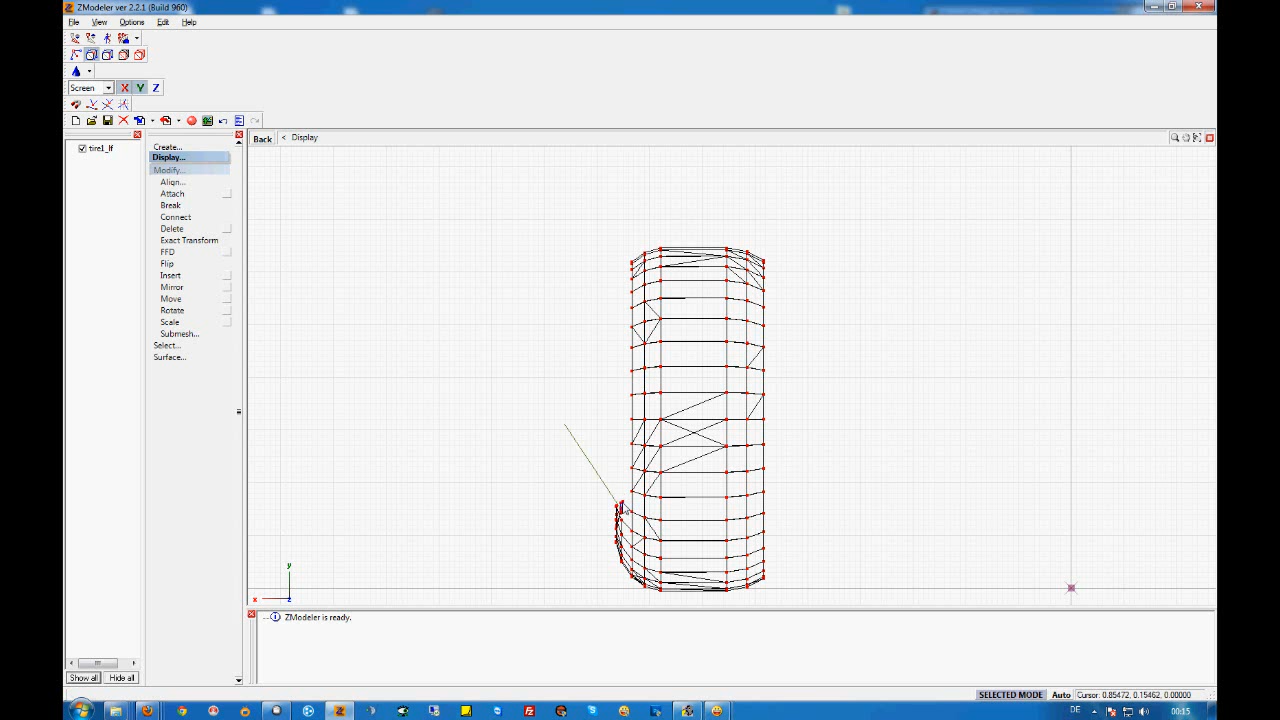 ZModeler ver 2.2.1 (Build 960)
File View Options Edit Help
Screen X Y Z
Back < Display
tire1_lf
Create...
Display...
Modify...
Align...
Attach
Break
Connect
Delete
Exact Transform
FFD
Flip
Insert
Mirror
Move
Rotate
Scale
Submesh...
Select...
Surface...
y
x
z
ZModeler is ready.
Show all Hide all
SELECTED MODE Auto Cursor: 0.85472, 0.15462, 0.00000
DE 00:15